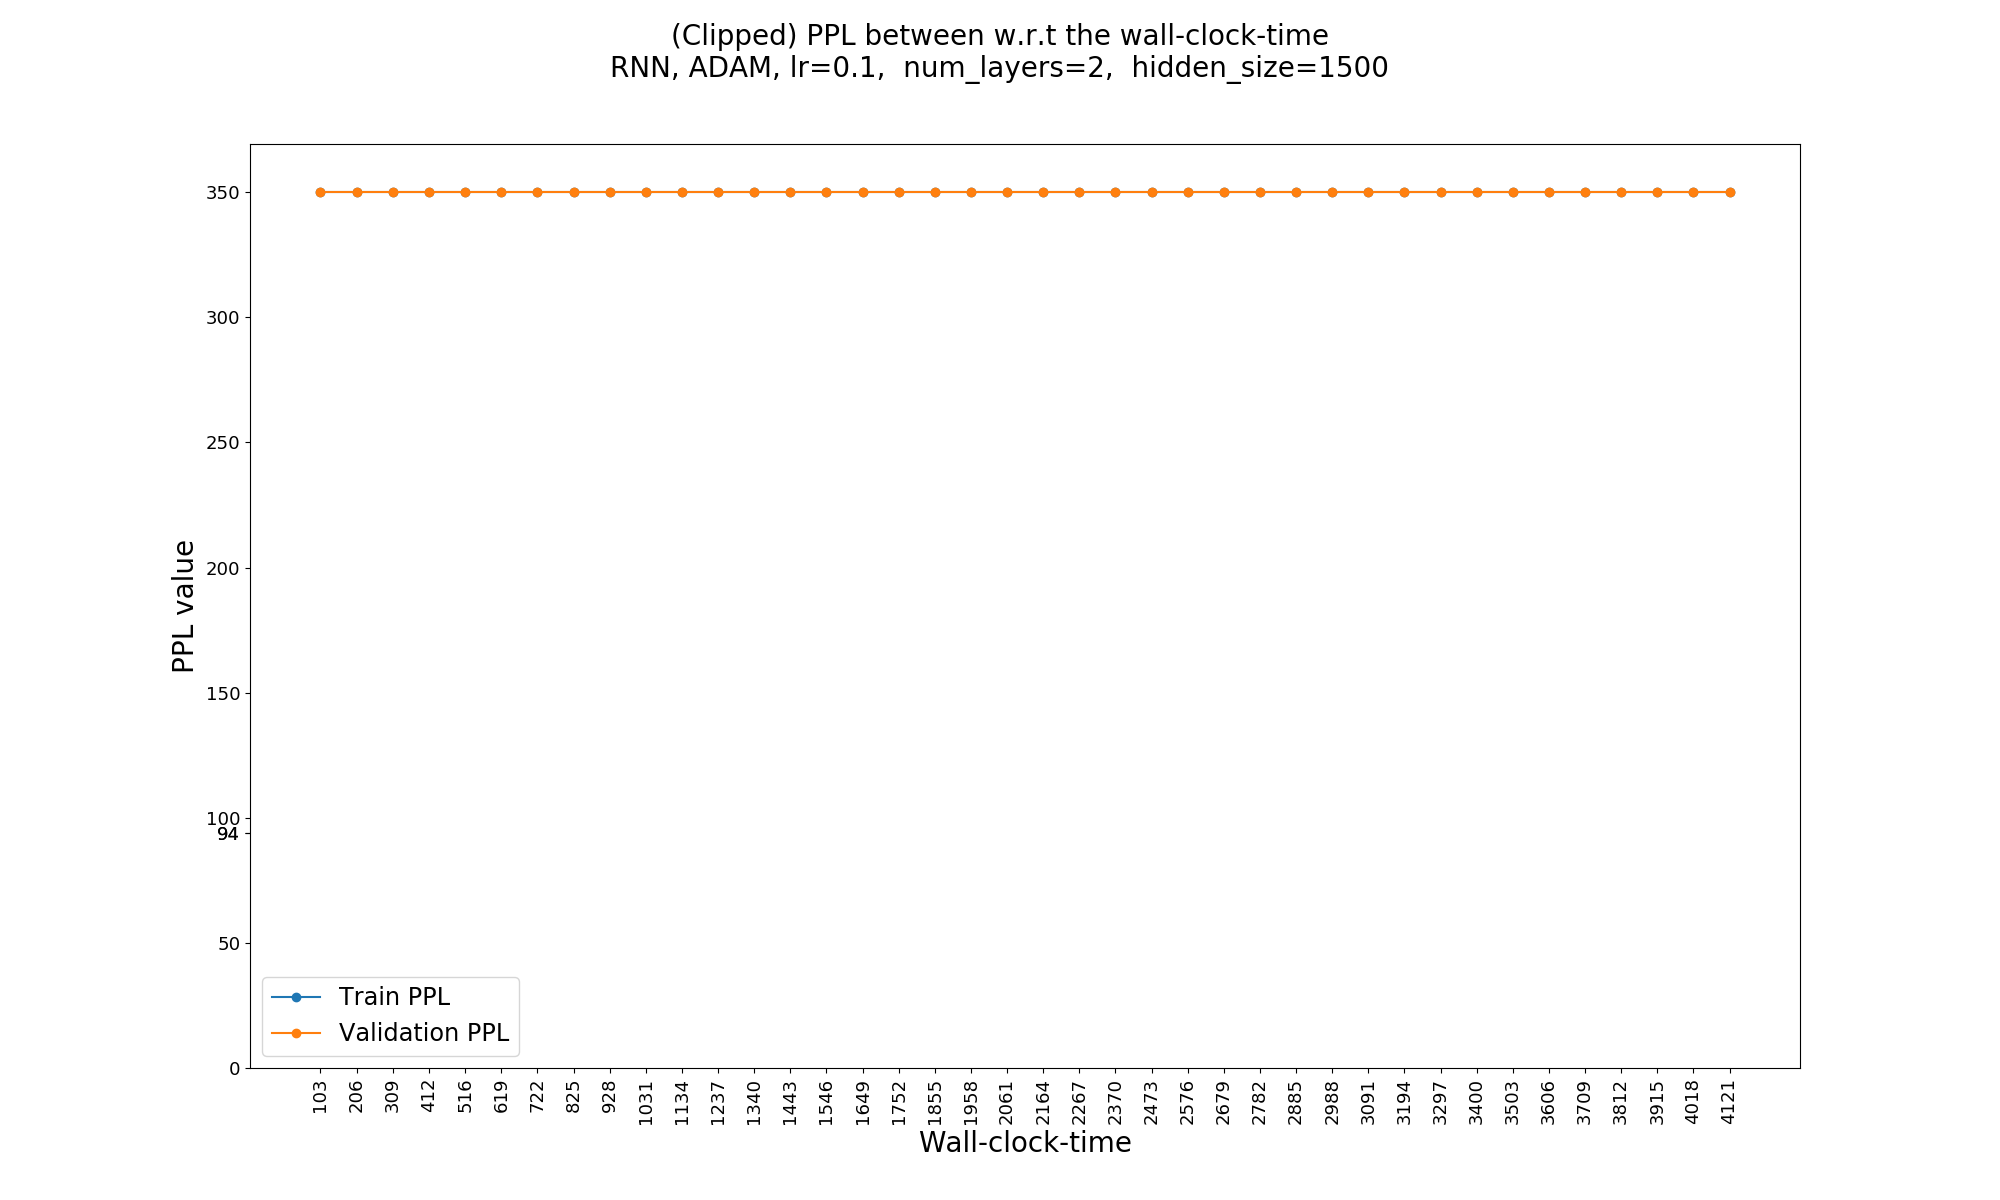 (Clipped) PPL between w.r.t the wall-clock-time
RNN, ADAM, lr=0.1,  num_layers=2,  hidden_size=1500
PPL value
350
300
250
200
150
100
94
50
0
Train PPL
Validation PPL
103 206 309 412 516 619 722 825 928 1031 1134 1237 1340 1443 1546 1649 1752 1855 1958 2061 2164 2267 2370 2473 2576 2679 2782 2885 2988 3091 3194 3297 3400 3503 3606 3709 3812 3915 4018 4121
Wall-clock-time